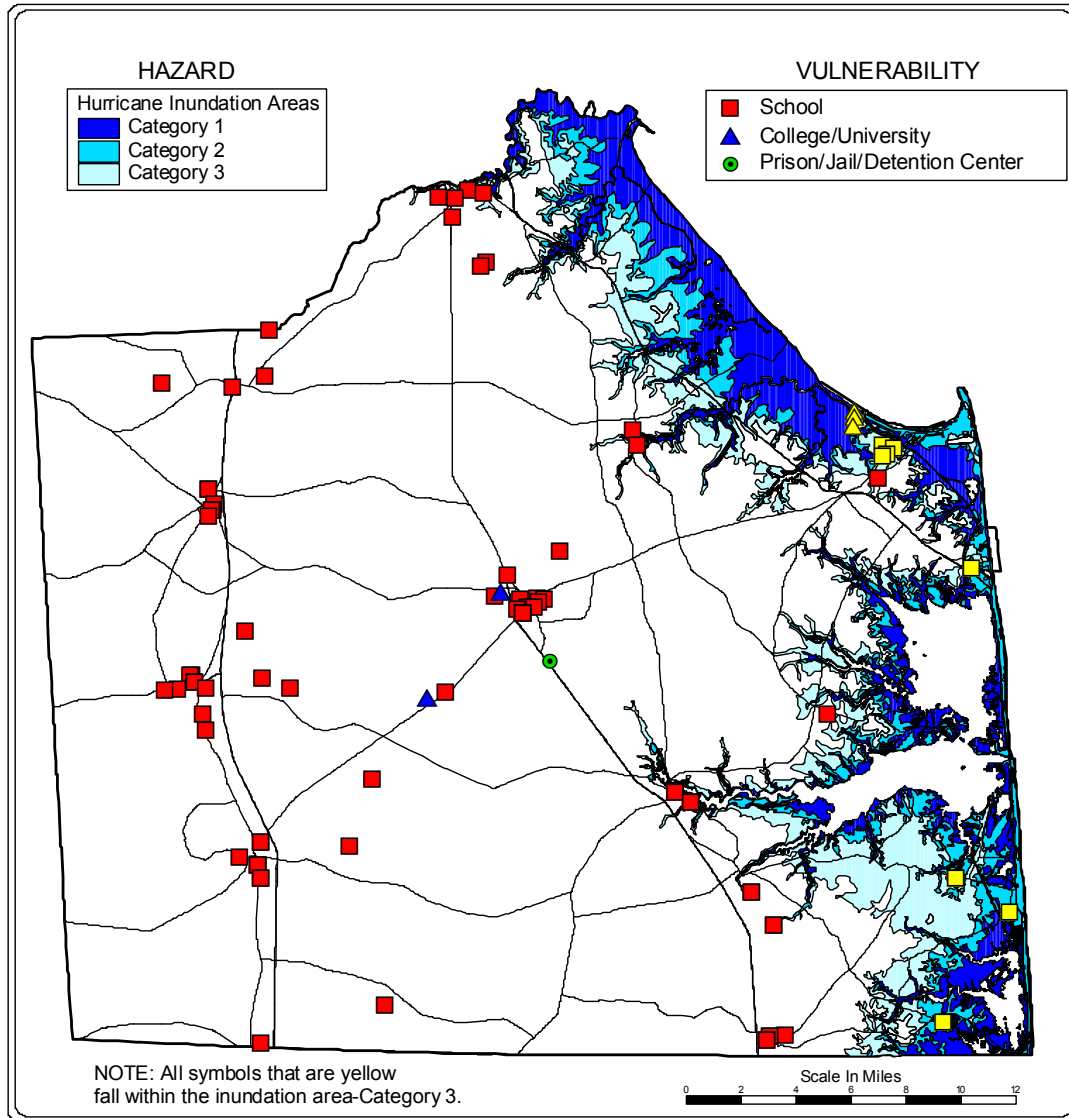 HAZARD
Hurricane Inundation Areas
Category 1
Category 2
Category 3
VULNERABILITY
School
College/University
Prison/Jail/Detention Center
NOTE: All symbols that are yellow
fall within the inundation area-Category 3.
Scale In Miles
0 2 4 6 8 10 12